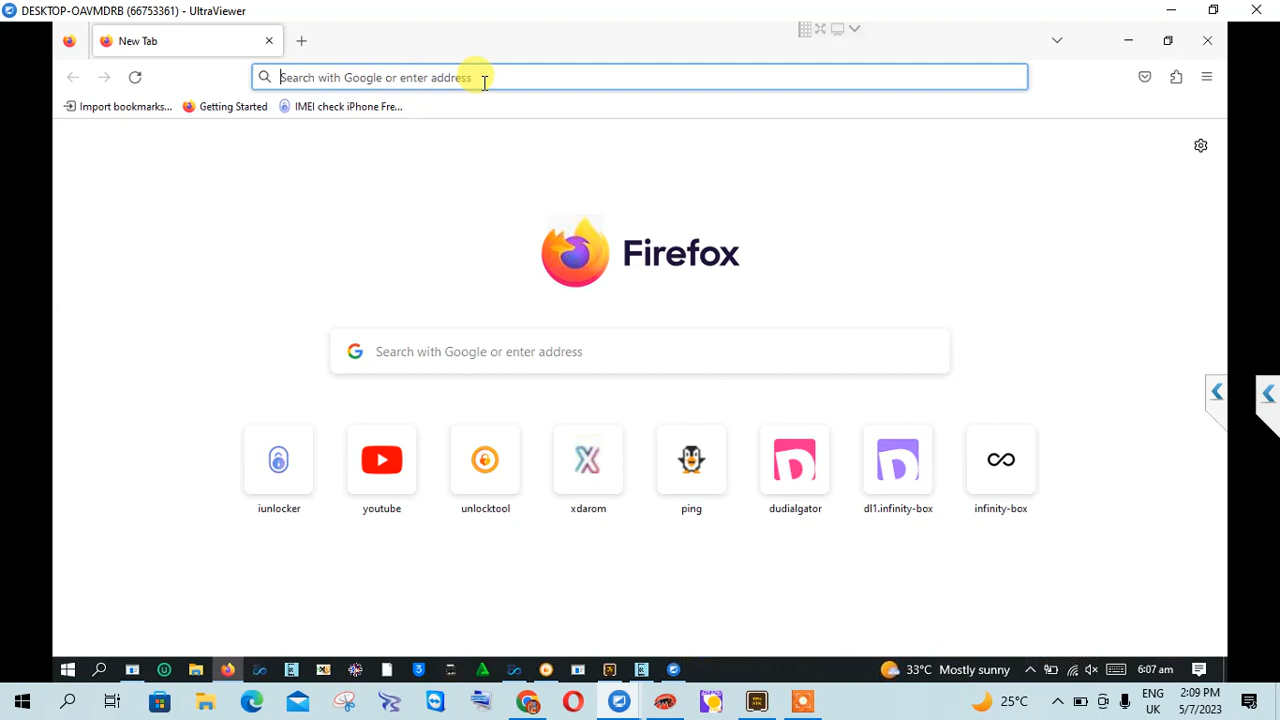 DESKTOP-OAVMDRB (66753361) - UltraViewer
New Tab
Search with Google or enter address
Import bookmarks... Getting Started IMEI check iPhone Fre...
Firefox
Search with Google or enter address
iunlocker youtube unlocktool xdarom ping dudialgator dl1.infinity-box infinity-box
33°C Mostly sunny 6:07 am
25°C ENG UK 2:09 PM 5/7/2023